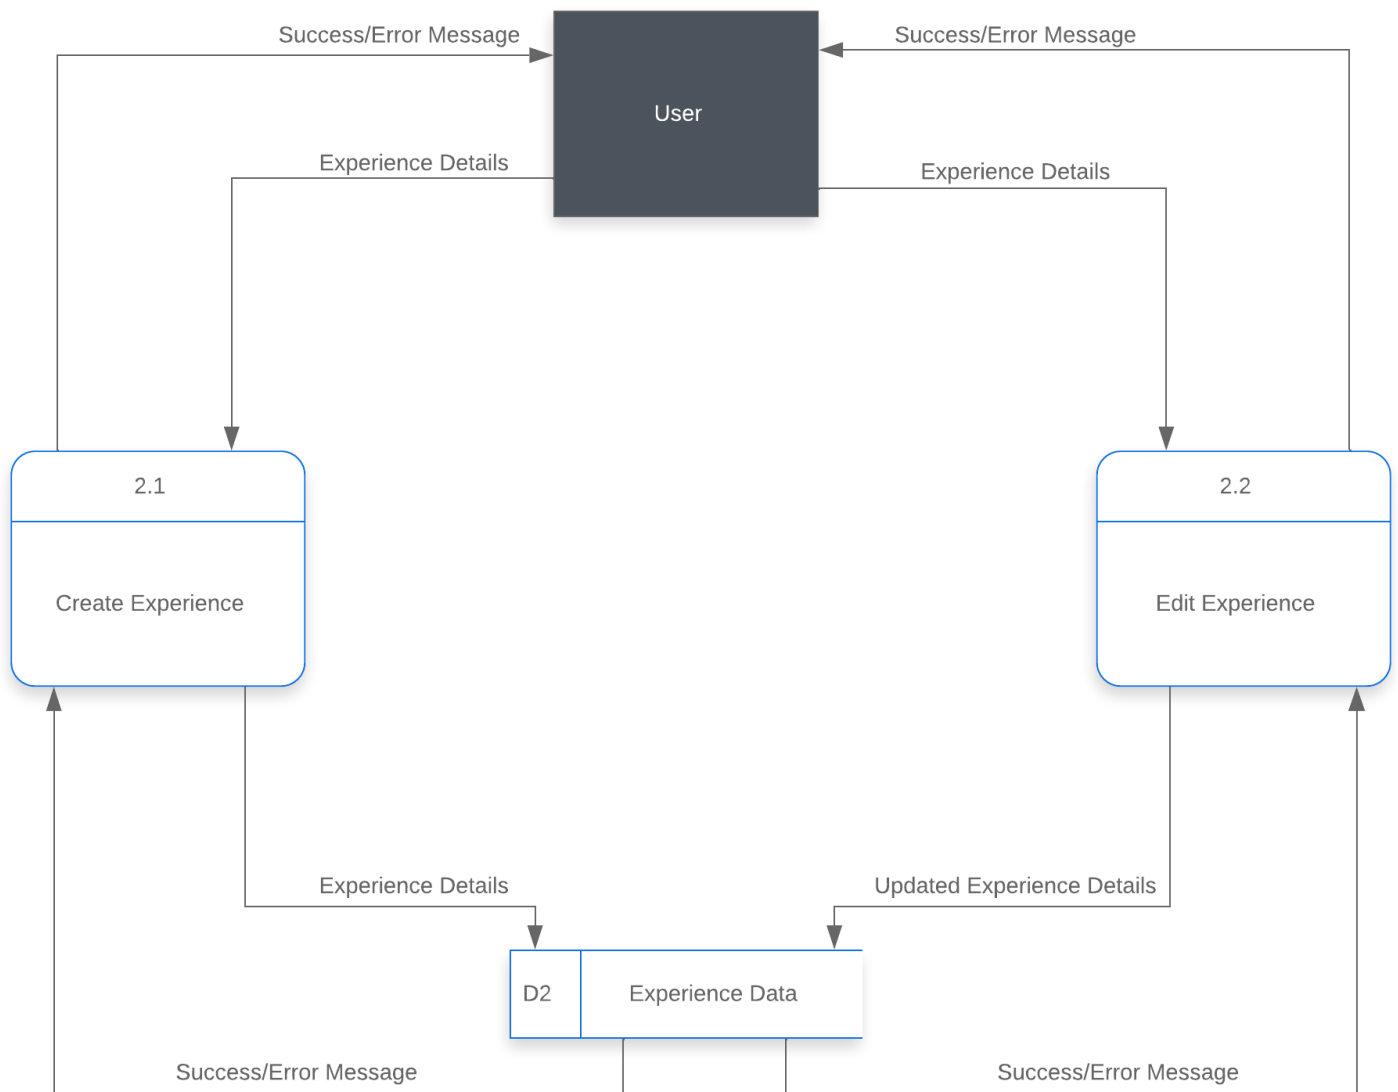 Success/Error Message
Success/Error Message
User
Experience Details
Experience Details
2.1
2.2
Create Experience
Edit Experience
Experience Details
Updated Experience Details
D2
Experience Data
Success/Error Message
Success/Error Message